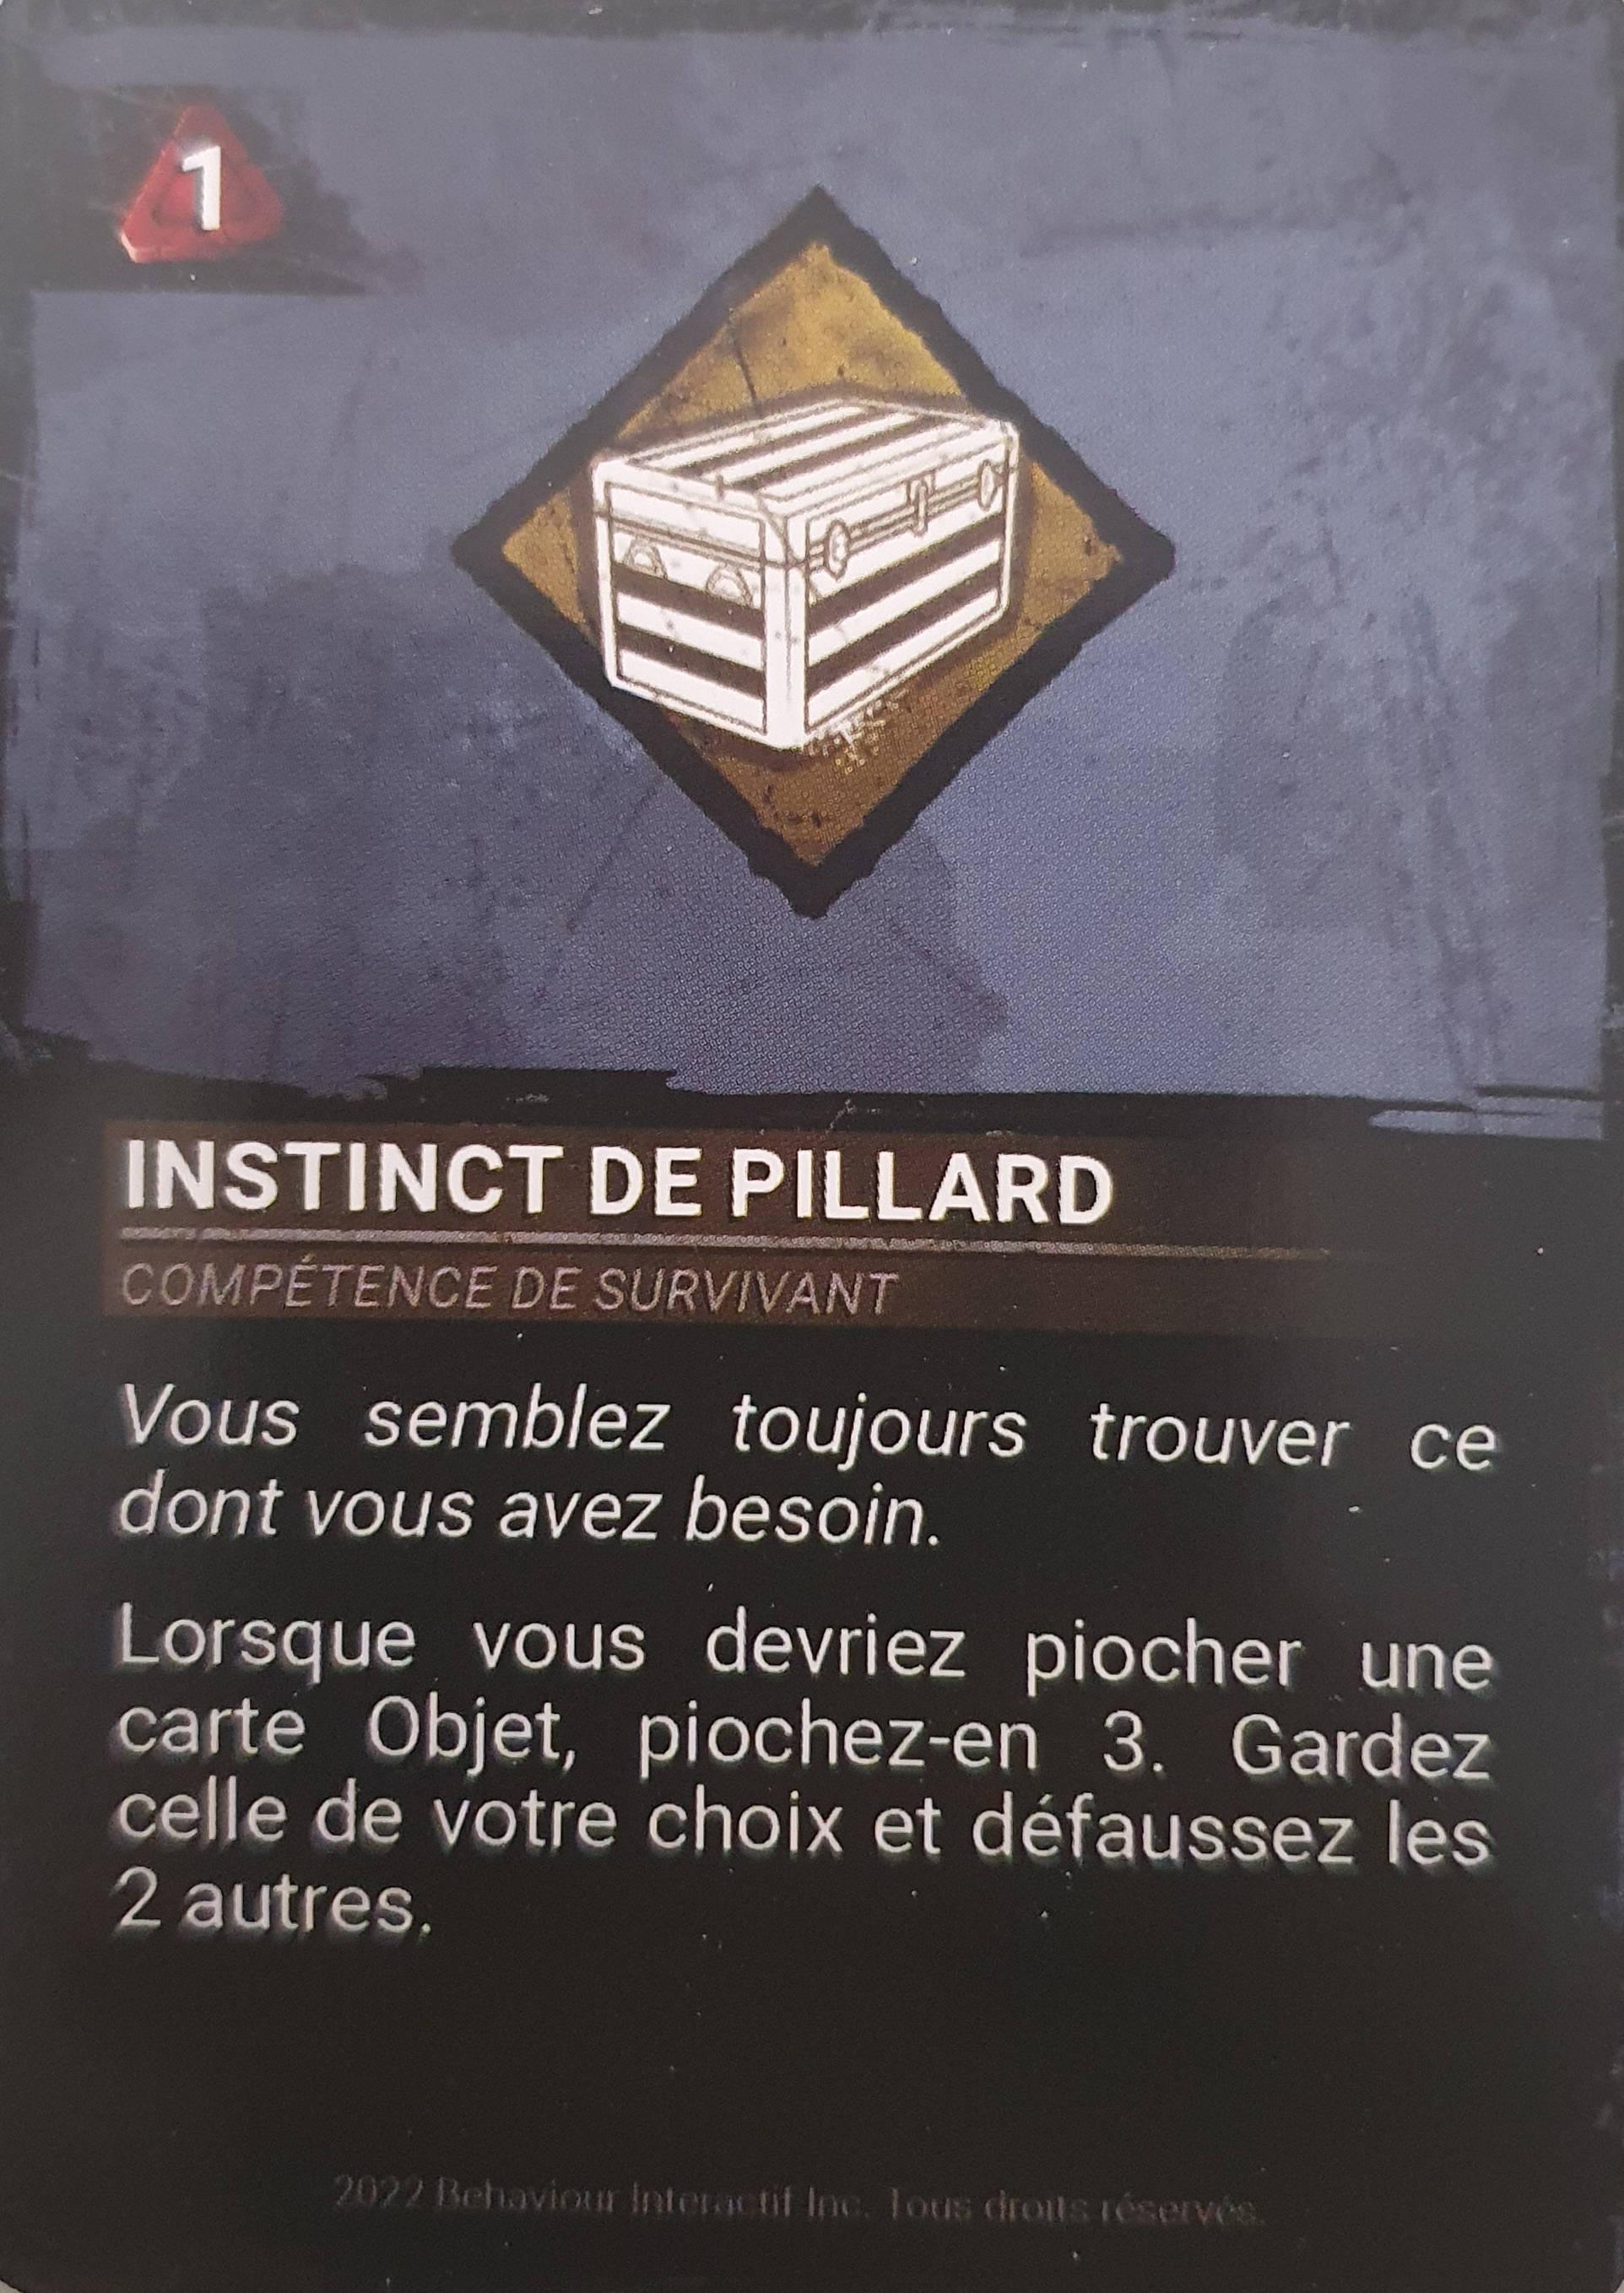 1
INSTINCT DE PILLARD
COMPÉTENCE DE SURVIVANT
Vous semblez toujours trouver ce
dont vous avez besoin.
Lorsque vous devriez piocher une
carte Objet, piochez-en 3. Gardez
celle de votre choix et défaussez les
2 autres.
2022 Behaviour Interactif Inc. Tous droits réservés.